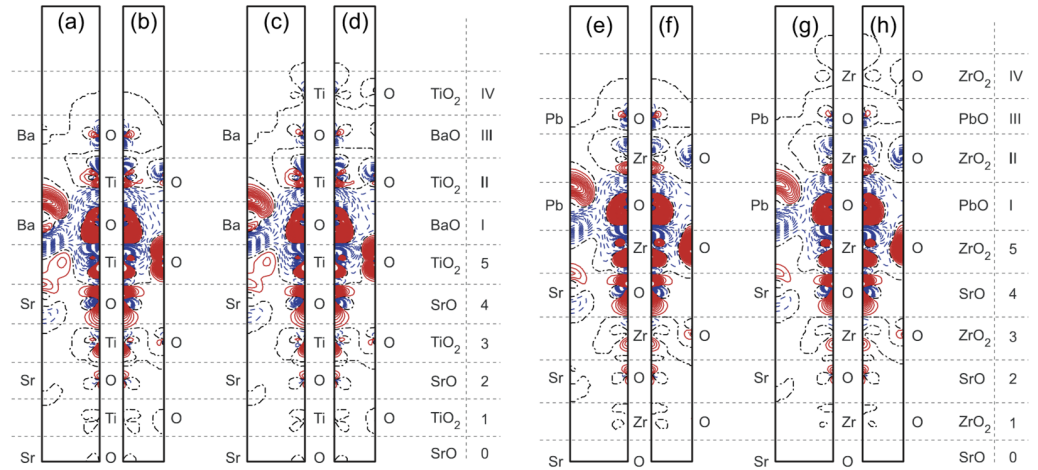 (a) (b) (c) (d) (e) (f) (g) (h)
Zr O ZrO2 IV
Ti O TiO2 IV
Pb O Pb O PbO III
Ba O Ba O BaO III
Zr O Zr O ZrO2 II
Ti O Ti O TiO2 II
Pb O Pb O PbO I
Ba O Ba O BaO I
Zr O Zr O ZrO2 5
Ti O Ti O TiO2 5
Sr O Sr O SrO 4
Sr O Sr O SrO 4
Zr O Zr O ZrO2 3
Ti O Ti O TiO2 3
Sr O Sr O SrO 2
Sr O Sr O SrO 2
Ti O Ti O TiO2 1
Zr O Zr O ZrO2 1
Sr O Sr O SrO 0
Sr O Sr O SrO 0